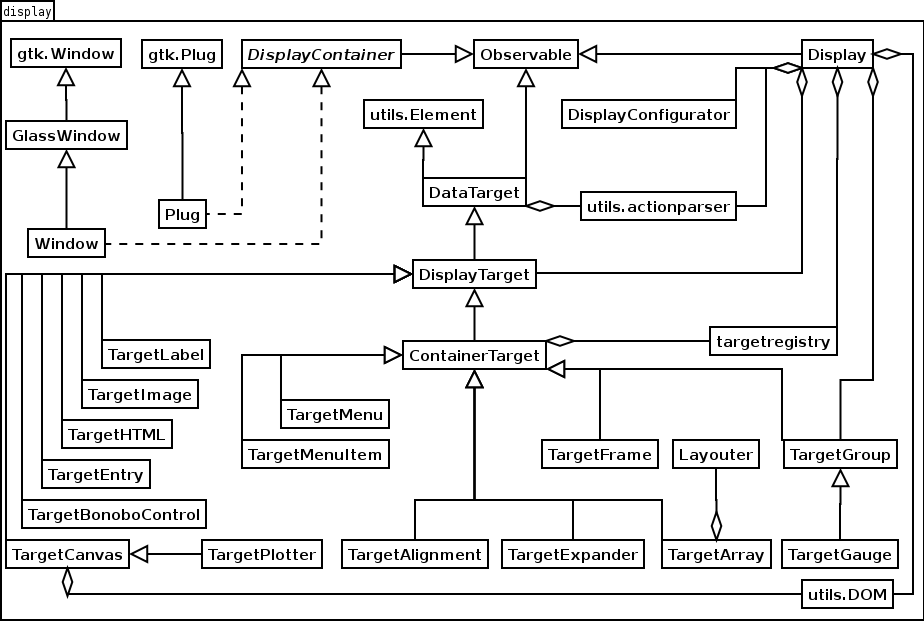 display
gtk.Window
gtk.Plug
DisplayContainer
Observable
Display
utils.Element
DisplayConfigurator
GlassWindow
DataTarget
utils.actionparser
Plug
Window
DisplayTarget
targetregistry
TargetLabel
ContainerTarget
TargetImage
TargetMenu
TargetHTML
TargetMenuItem
TargetFrame
Layouter
TargetGroup
TargetEntry
TargetBonoboControl
TargetCanvas
TargetPlotter
TargetAlignment
TargetExpander
TargetArray
TargetGauge
utils.DOM